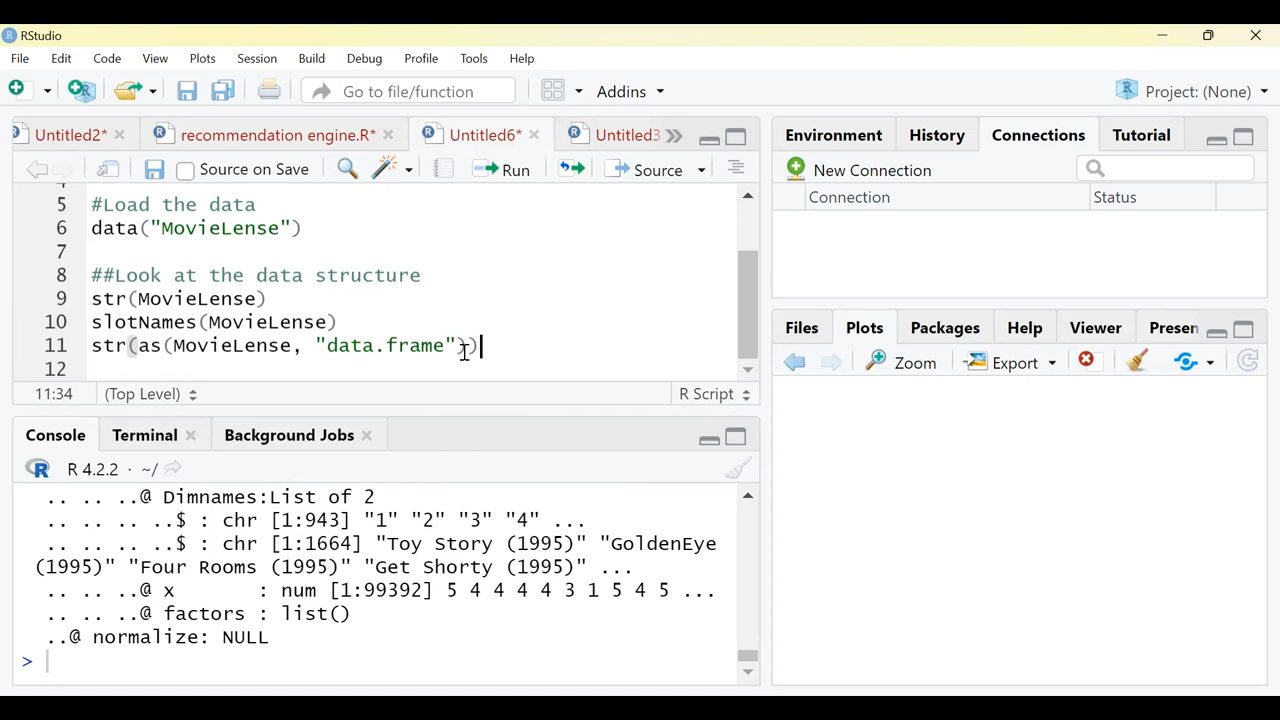 RStudio
File Edit Code View Plots Session Build Debug Profile Tools Help
Go to file/function Addins Project: (None)
Untitled2* recommendation engine.R* Untitled6* Untitled3
Source on Save Run Source
5 #Load the data
6 data("MovieLense")
7
8 ##Look at the data structure
9 str(MovieLense)
10 slotNames(MovieLense)
11 str(as(MovieLense, "data.frame"))
12
11:34 (Top Level) R Script
Console Terminal Background Jobs
R 4.2.2 · ~/
.. .. ..@ Dimnames:List of 2
.. .. .. ..$ : chr [1:943] "1" "2" "3" "4" ...
.. .. .. ..$ : chr [1:1664] "Toy Story (1995)" "GoldenEye
(1995)" "Four Rooms (1995)" "Get Shorty (1995)" ...
.. .. ..@ x : num [1:99392] 5 4 4 4 4 3 1 5 4 5 ...
.. .. ..@ factors : list()
..@ normalize: NULL
>
Environment History Connections Tutorial
New Connection
Connection Status
Files Plots Packages Help Viewer Presen
Zoom Export